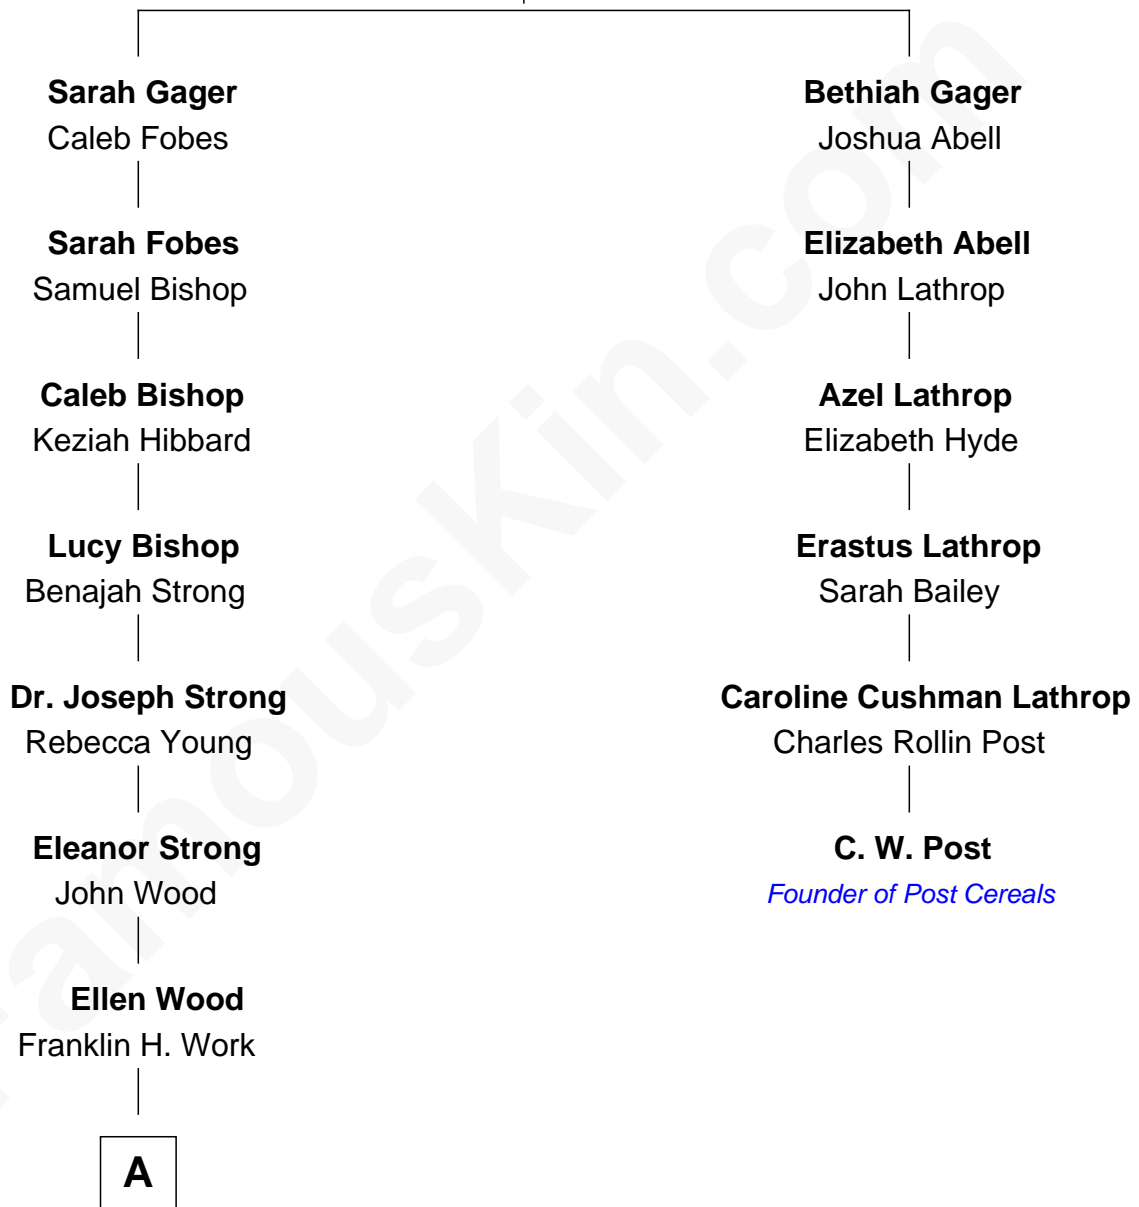 Sarah Gager
Caleb Fobes
Sarah Fobes
Samuel Bishop
Caleb Bishop
Keziah Hibbard
Lucy Bishop
Benajah Strong
Dr. Joseph Strong
Rebecca Young
Eleanor Strong
John Wood
Ellen Wood
Franklin H. Work
A
Bethiah Gager
Joshua Abell
Elizabeth Abell
John Lathrop
Azel Lathrop
Elizabeth Hyde
Erastus Lathrop
Sarah Bailey
Caroline Cushman Lathrop
Charles Rollin Post
C. W. Post
Founder of Post Cereals
FamousKin.com